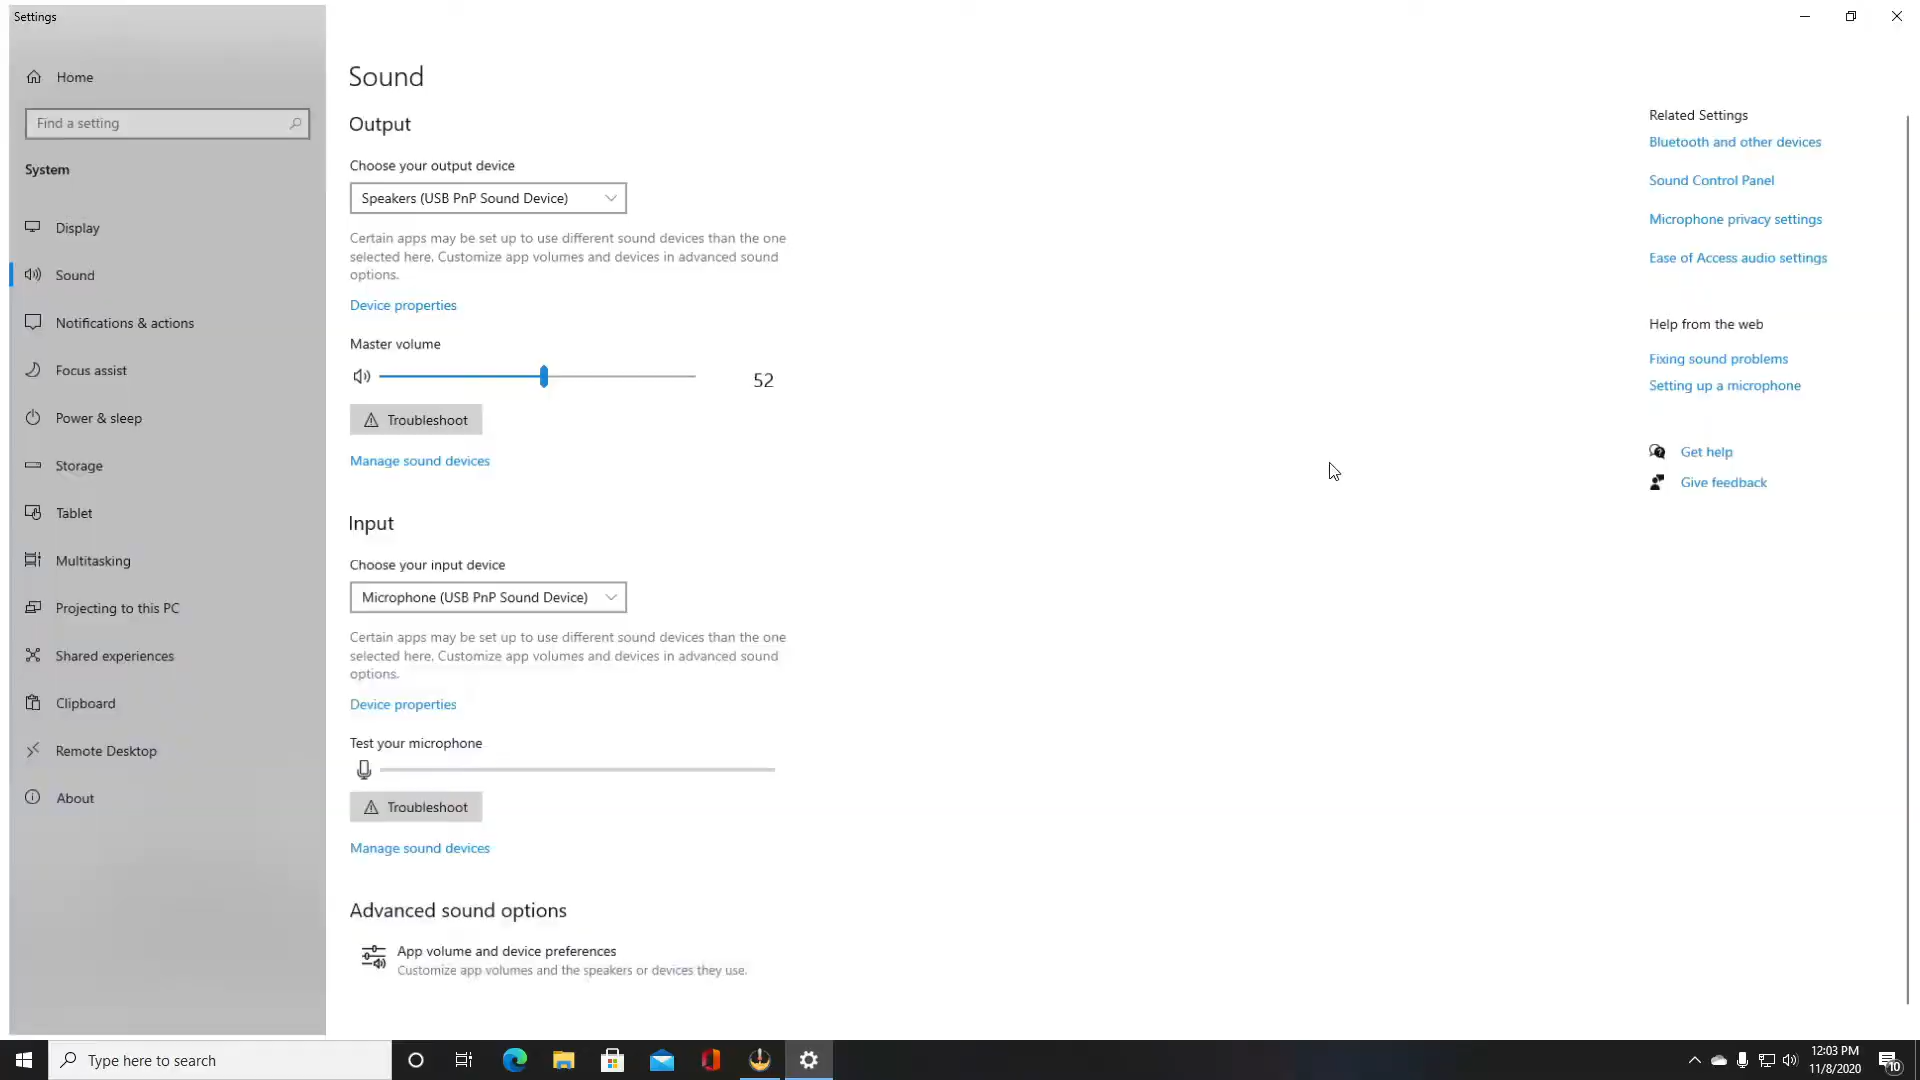 Settings
Home
Find a setting
System
Display
Sound
Notifications & actions
Focus assist
Power & sleep
Storage
Tablet
Multitasking
Projecting to this PC
Shared experiences
Clipboard
Remote Desktop
About
Sound
Output
Choose your output device
Speakers (USB PnP Sound Device)
Certain apps may be set up to use different sound devices than the one
selected here. Customize app volumes and devices in advanced sound
options.
Device properties
Master volume
52
Troubleshoot
Manage sound devices
Input
Choose your input device
Microphone (USB PnP Sound Device)
Certain apps may be set up to use different sound devices than the one
selected here. Customize app volumes and devices in advanced sound
options.
Device properties
Test your microphone
Troubleshoot
Manage sound devices
Advanced sound options
App volume and device preferences
Customize app volumes and the speakers or devices they use.
Related Settings
Bluetooth and other devices
Sound Control Panel
Microphone privacy settings
Ease of Access audio settings
Help from the web
Fixing sound problems
Setting up a microphone
Get help
Give feedback
Type here to search
12:03 PM
11/8/2020
10